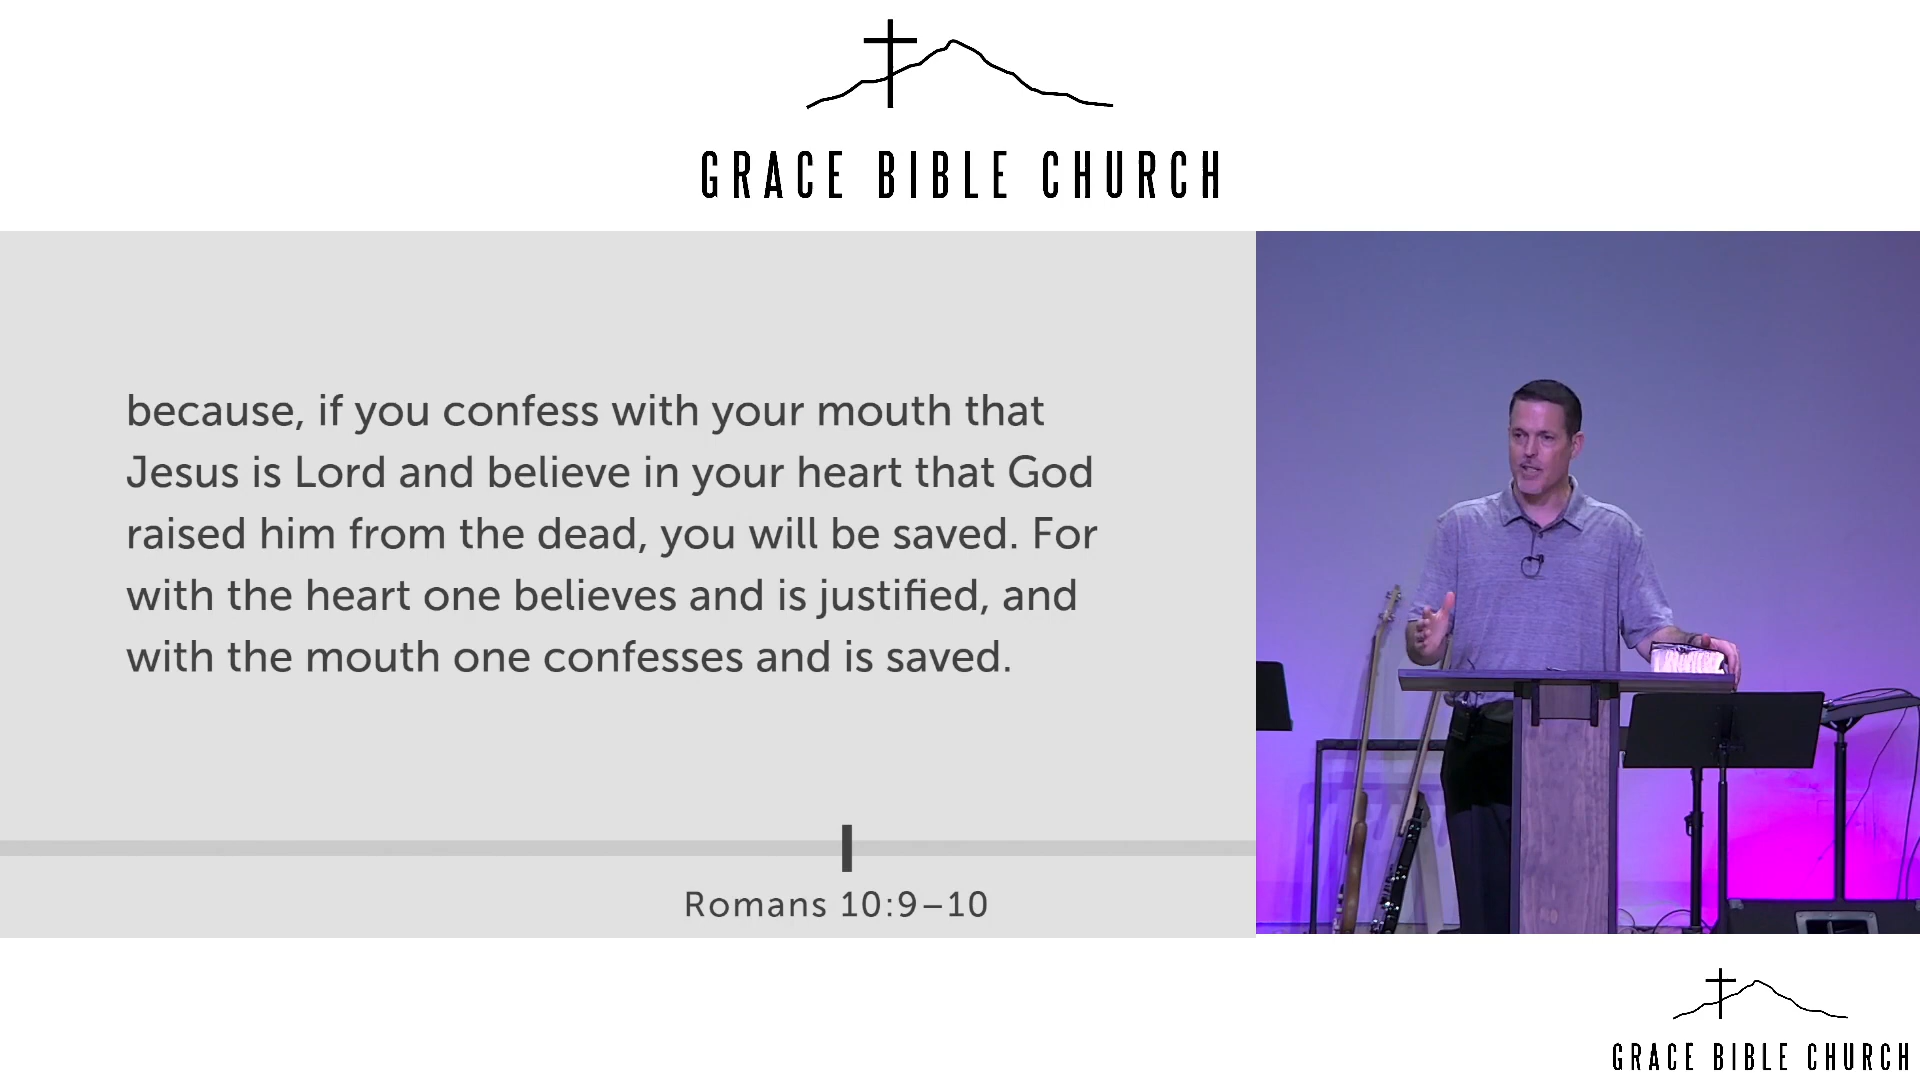 GRACE BIBLE CHURCH
because, if you confess with your mouth that
Jesus is Lord and believe in your heart that God
raised him from the dead, you will be saved. For
with the heart one believes and is justified, and
with the mouth one confesses and is saved.
Romans 10:9–10
GRACE BIBLE CHURCH